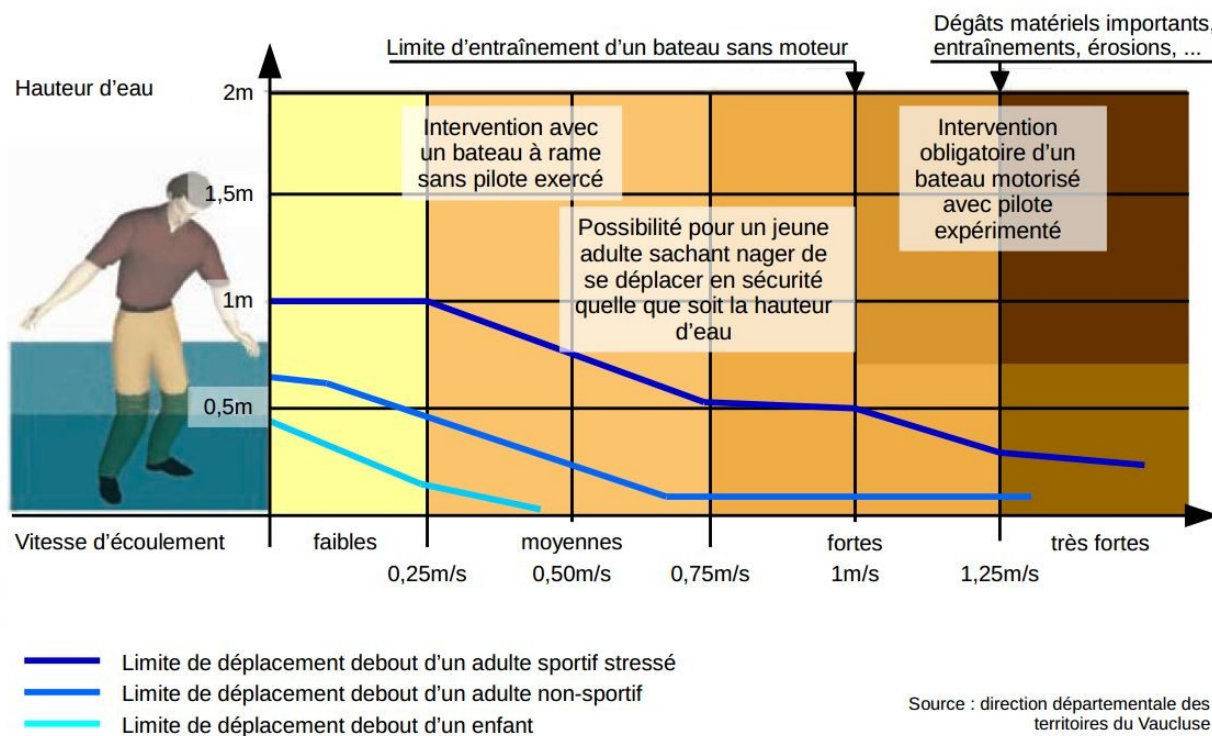 Dégâts matériels importants,
Limite d’entraînement d’un bateau sans moteur
entraînements, érosions, ...
Hauteur d’eau
2m
Intervention avec
un bateau à rame
sans pilote exercé
Intervention
obligatoire d’un
bateau motorisé
avec pilote
expérimenté
1,5m
Possibilité pour un jeune
adulte sachant nager de
se déplacer en sécurité
quelle que soit la hauteur
d’eau
1m
0,5m
Vitesse d’écoulement
faibles
moyennes
fortes
très fortes
0,25m/s
0,50m/s
0,75m/s
1m/s
1,25m/s
Limite de déplacement debout d’un adulte sportif stressé
Limite de déplacement debout d’un adulte non-sportif
Limite de déplacement debout d’un enfant
Source : direction départementale des
territoires du Vaucluse